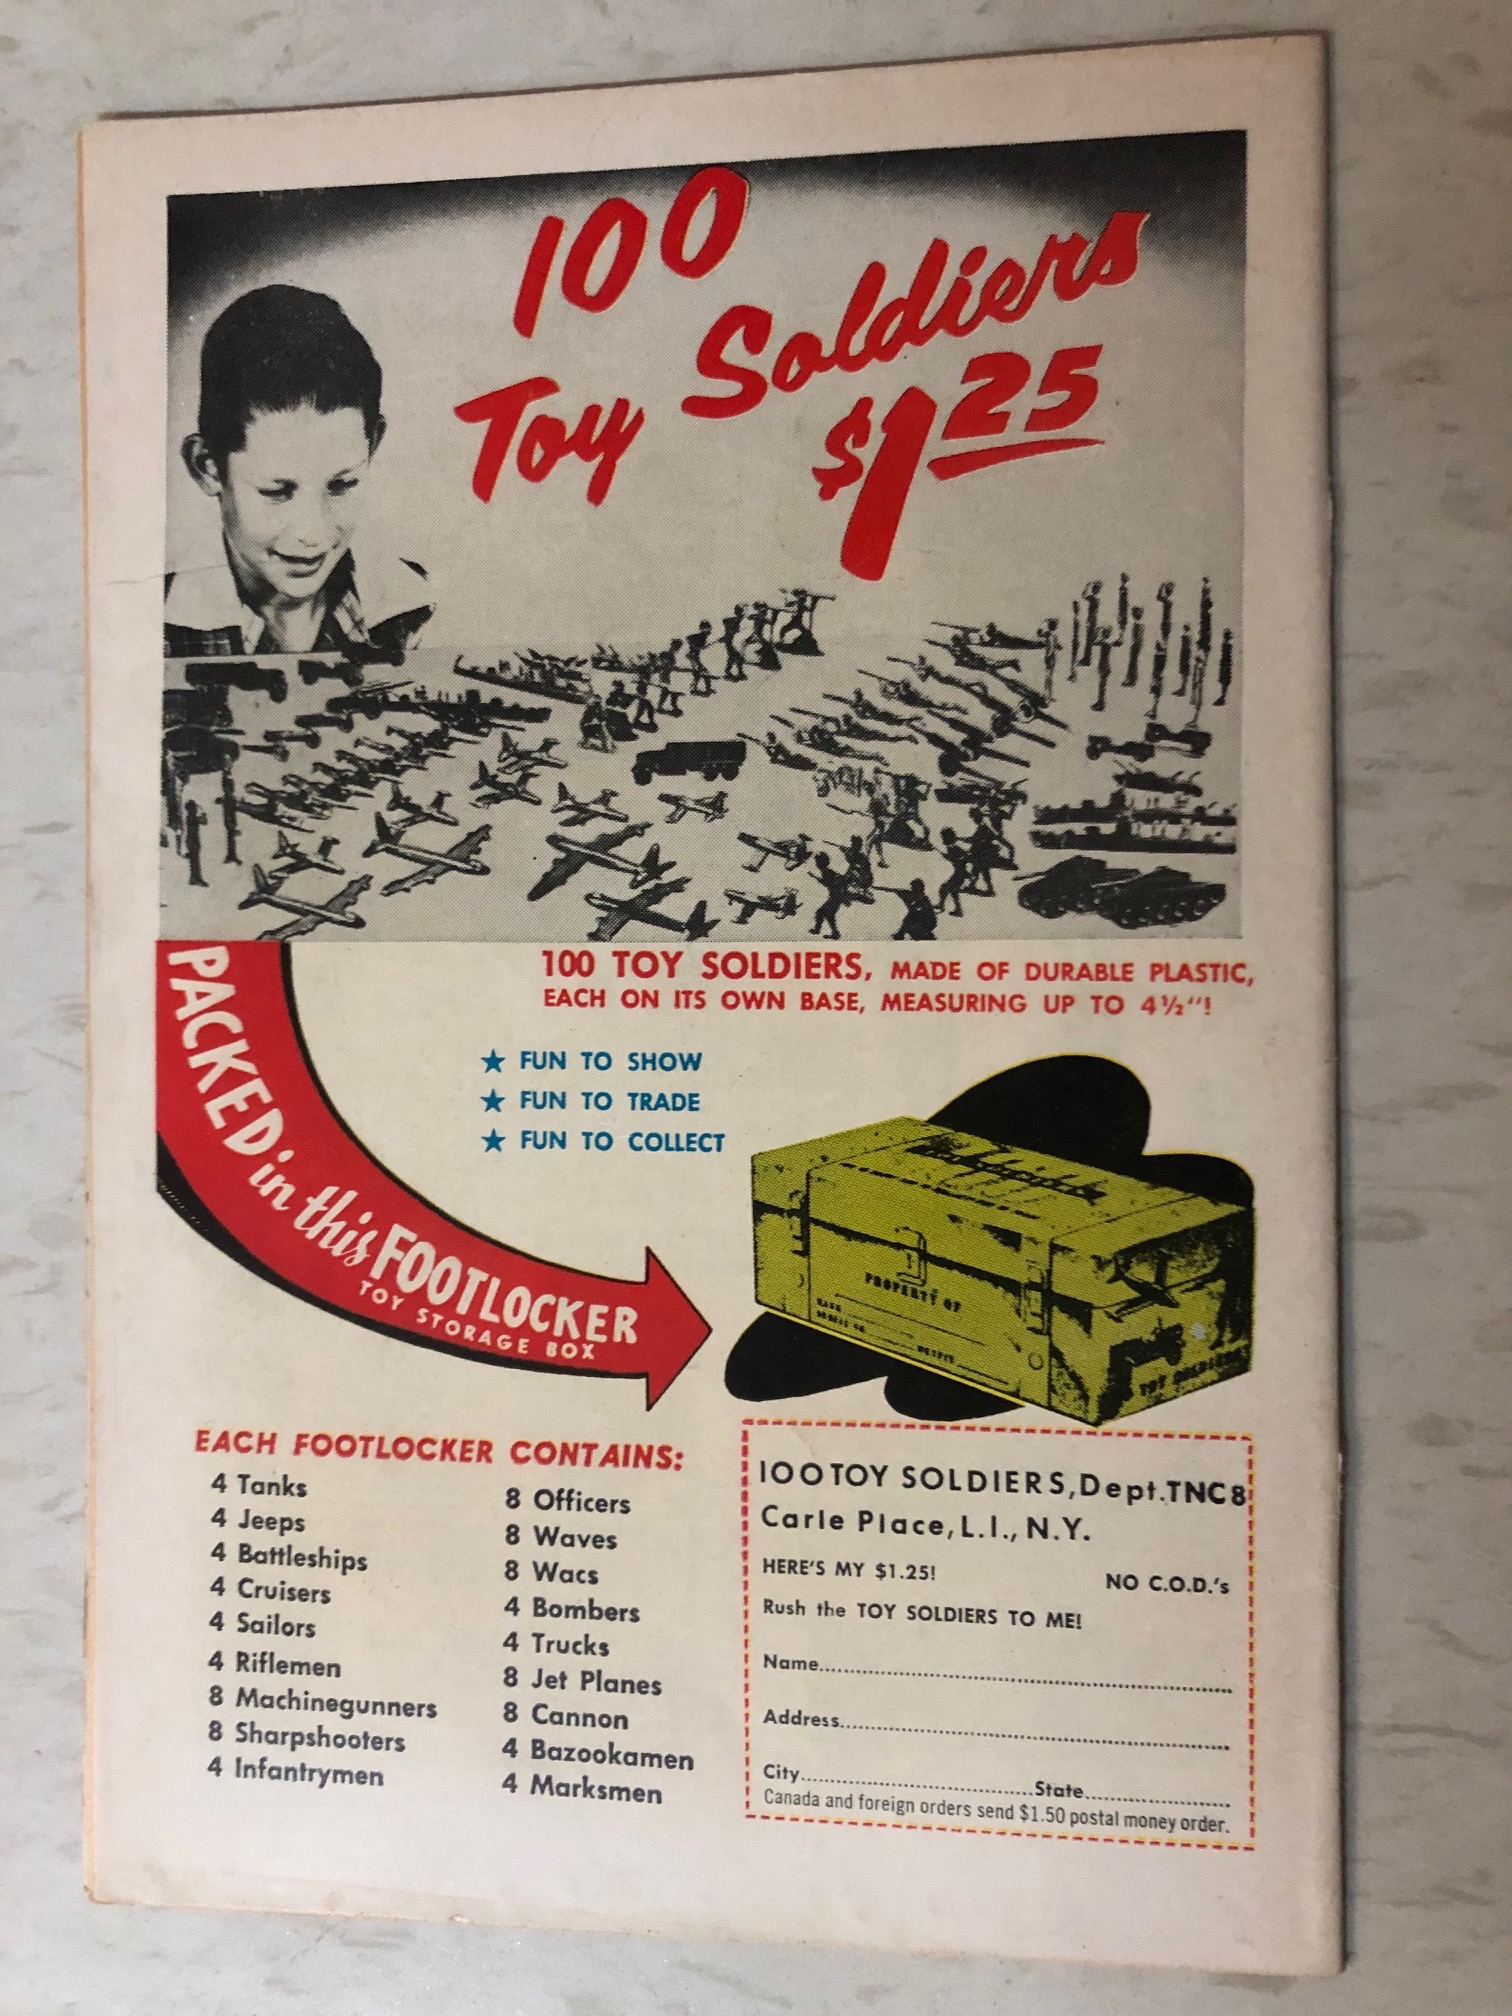 100
Toy Soldiers
$1.25
100 TOY SOLDIERS, MADE OF DURABLE PLASTIC,
EACH ON ITS OWN BASE, MEASURING UP TO 4½"!
★ FUN TO SHOW
★ FUN TO TRADE
★ FUN TO COLLECT
PACKED in this FOOTLOCKER
TOY STORAGE BOX
PROPERTY OF
TOY SOLDIERS
EACH FOOTLOCKER CONTAINS:
4 Tanks
4 Jeeps
4 Battleships
4 Cruisers
4 Sailors
4 Riflemen
8 Machinegunners
8 Sharpshooters
4 Infantrymen
8 Officers
8 Waves
8 Wacs
4 Bombers
4 Trucks
8 Jet Planes
8 Cannon
4 Bazookamen
4 Marksmen
100 TOY SOLDIERS, Dept. TNC8
Carle Place, L.I., N.Y.
HERE'S MY $1.25! NO C.O.D.'s
Rush the TOY SOLDIERS TO ME!
Name
Address
City State
Canada and foreign orders send $1.50 postal money order.